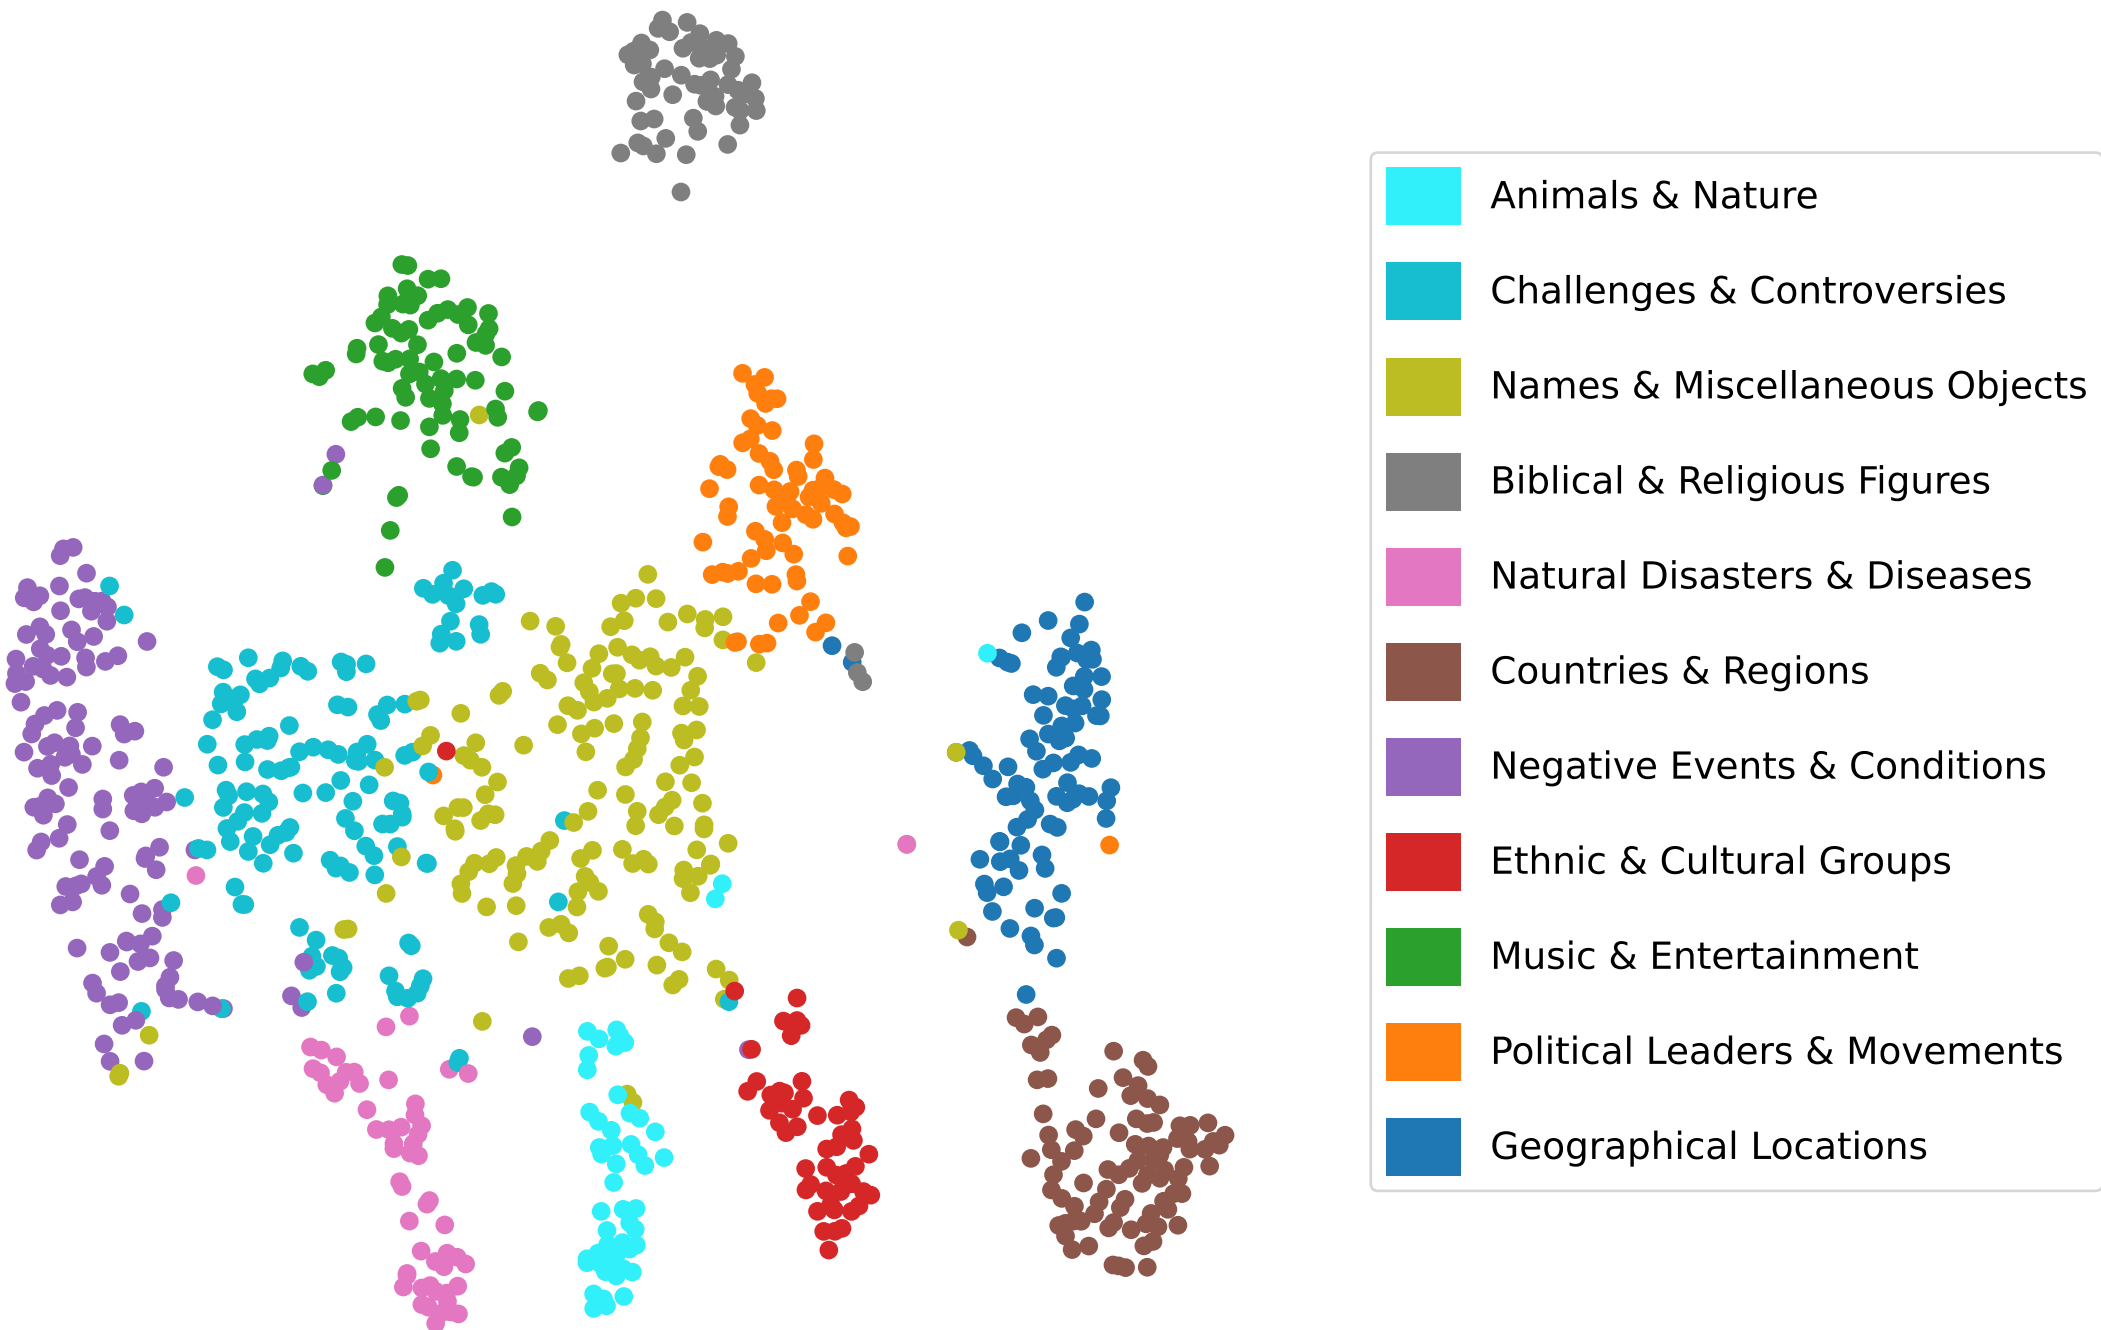 Animals & Nature
Challenges & Controversies
Names & Miscellaneous Objects
Biblical & Religious Figures
Natural Disasters & Diseases
Countries & Regions
Negative Events & Conditions
Ethnic & Cultural Groups
Music & Entertainment
Political Leaders & Movements
Geographical Locations